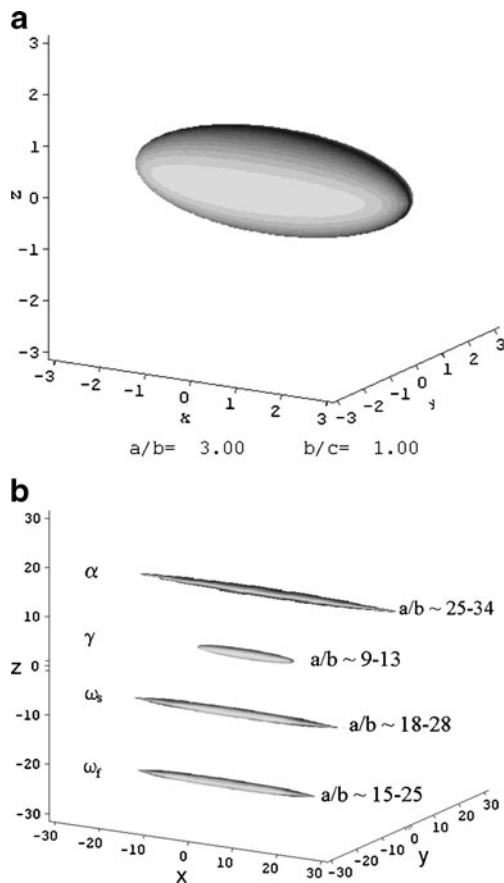 a
3
2
1
z 0
-1
-2
-3
-3 -2 -1 0 1 2 3
x
-3 -2 -1 0 1 2 3
y
a/b= 3.00 b/c= 1.00
b
30
20
10
z 0
-10
-20
-30
α
a/b ~ 25-34
γ
a/b ~ 9-13
ωs
a/b ~ 18-28
ωf
a/b ~ 15-25
-30 -20 -10 0 10 20 30
x
-30 -20 -10 0 10 20 30
y